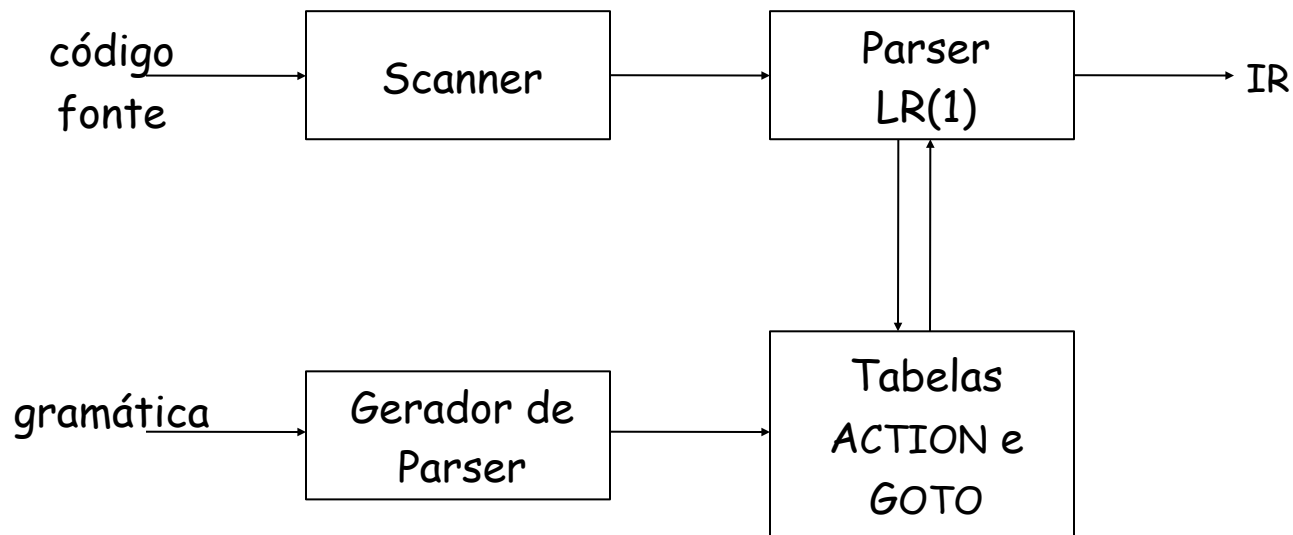 código
fonte
Scanner
Parser
LR(1)
IR
gramática
Gerador de
Parser
Tabelas
ACTION e
GOTO